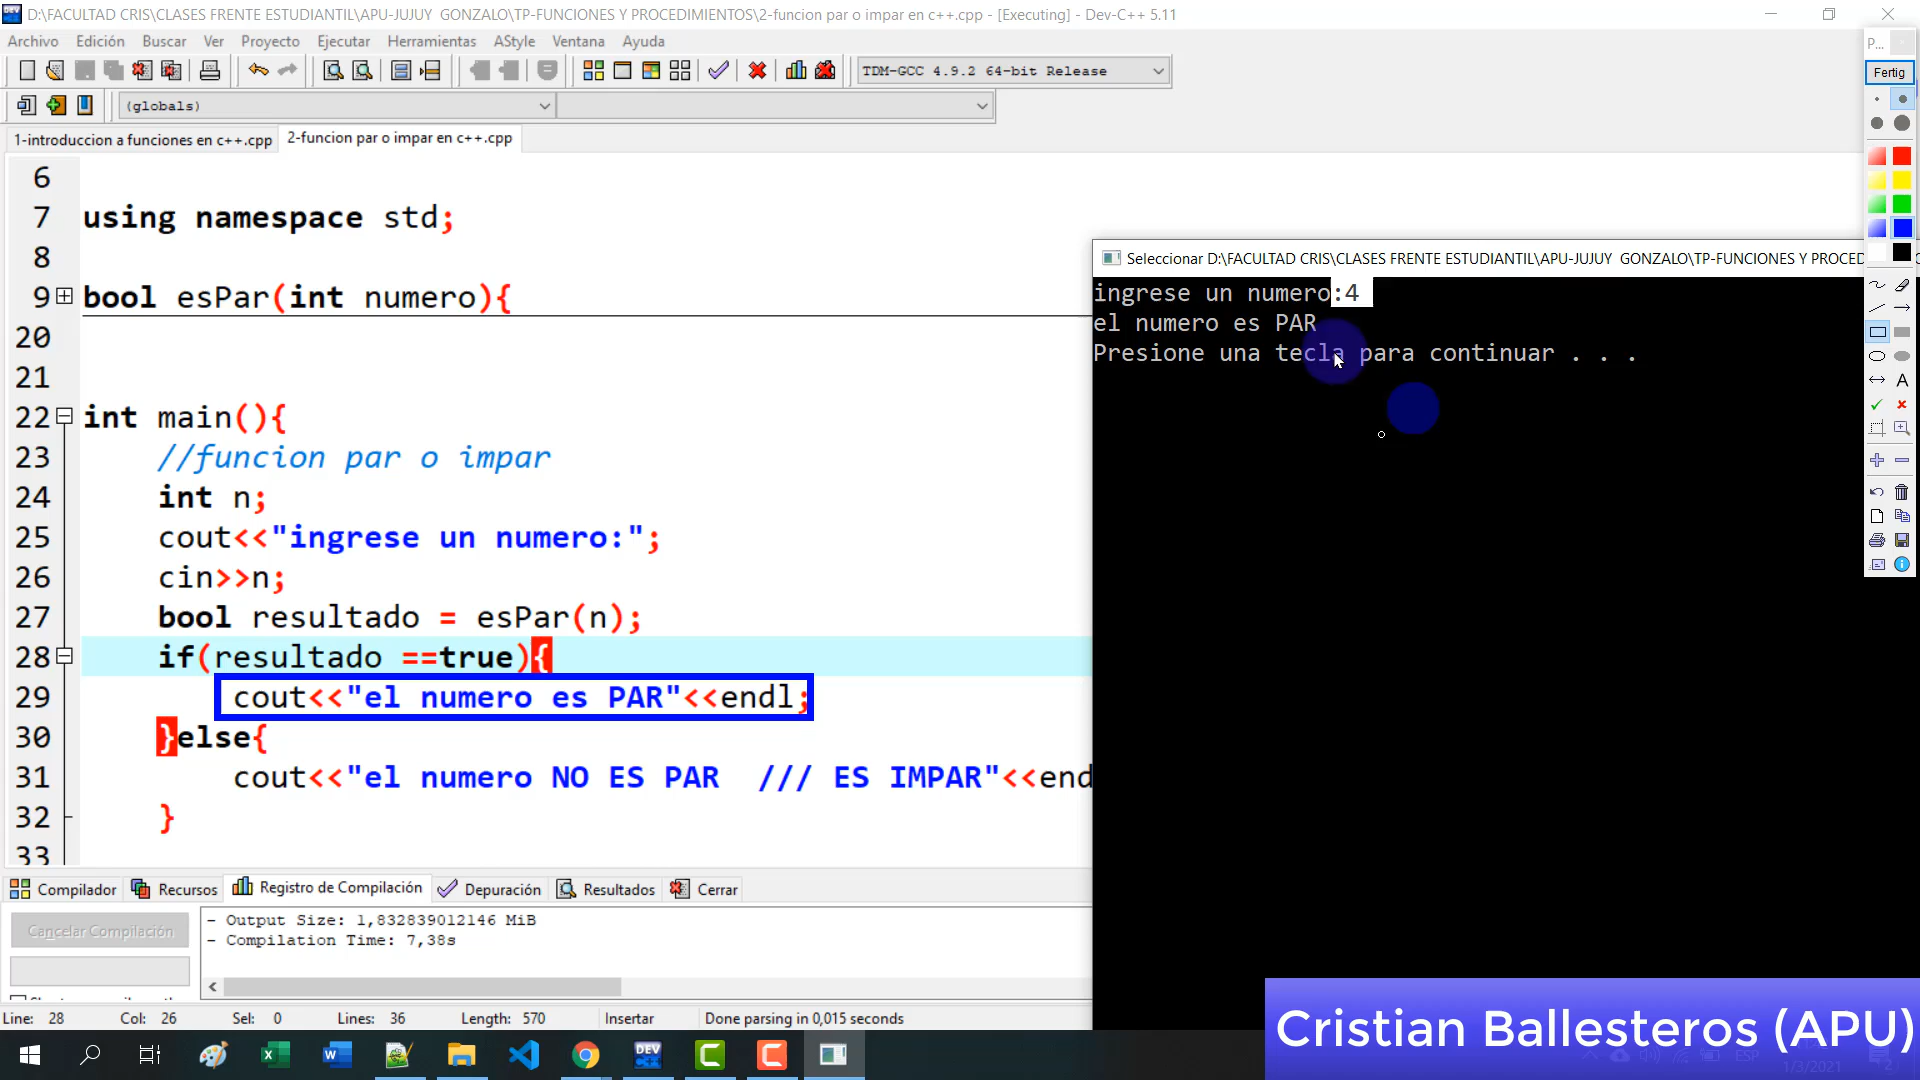 D:\FACULTAD CRIS\CLASES FRENTE ESTUDIANTIL\APU-JUJUY  GONZALO\TP-FUNCIONES Y PROCEDIMIENTOS\2-funcion par o impar en c++.cpp - [Executing] - Dev-C++ 5.11
Archivo Edición Buscar Ver Proyecto Ejecutar Herramientas AStyle Ventana Ayuda
P...
TDM-GCC 4.9.2 64-bit Release
Fertig
(globals)
1-introduccion a funciones en c++.cpp 2-funcion par o impar en c++.cpp
6
7 using namespace std;
8
9 bool esPar(int numero){
20
21
22 int main(){
23 //funcion par o impar
24 int n;
25 cout<<"ingrese un numero:";
26 cin>>n;
27 bool resultado = esPar(n);
28 if(resultado ==true){
29 cout<<"el numero es PAR"<<endl;
30 }else{
31 cout<<"el numero NO ES PAR  /// ES IMPAR"<<end
32 }
33
Seleccionar D:\FACULTAD CRIS\CLASES FRENTE ESTUDIANTIL\APU-JUJUY  GONZALO\TP-FUNCIONES Y PROCED
ingrese un numero:4
el numero es PAR
Presione una tecla para continuar . . .
Compilador Recursos Registro de Compilación Depuración Resultados Cerrar
Cancelar Compilación
- Output Size: 1,832839012146 MiB
- Compilation Time: 7,38s
Line: 28 Col: 26 Sel: 0 Lines: 36 Length: 570 Insertar Done parsing in 0,015 seconds
Cristian Ballesteros (APU)
DEV
ESP
1/3/2021